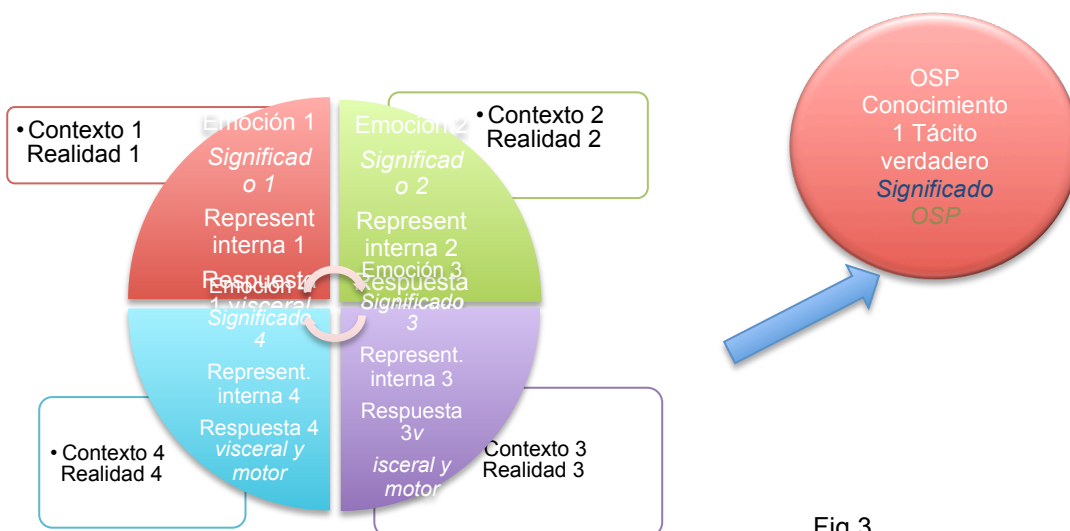 • Contexto 1
Realidad 1
Emoción 1
Significad
o 1
Represent
interna 1
Respuesta
1 visceral
Emoción 2
Significad
o 2
Represent
interna 2
Respuesta
• Contexto 2
Realidad 2
Emoción 4
Significado
4
Represent.
interna 4
Respuesta 4
visceral y
motor
• Contexto 4
Realidad 4
Emoción 3
Significado
3
Represent.
interna 3
Respuesta
3v
isceral y
motor
Contexto 3
Realidad 3
OSP
Conocimiento
1 Tácito
verdadero
Significado
OSP
Fig 3